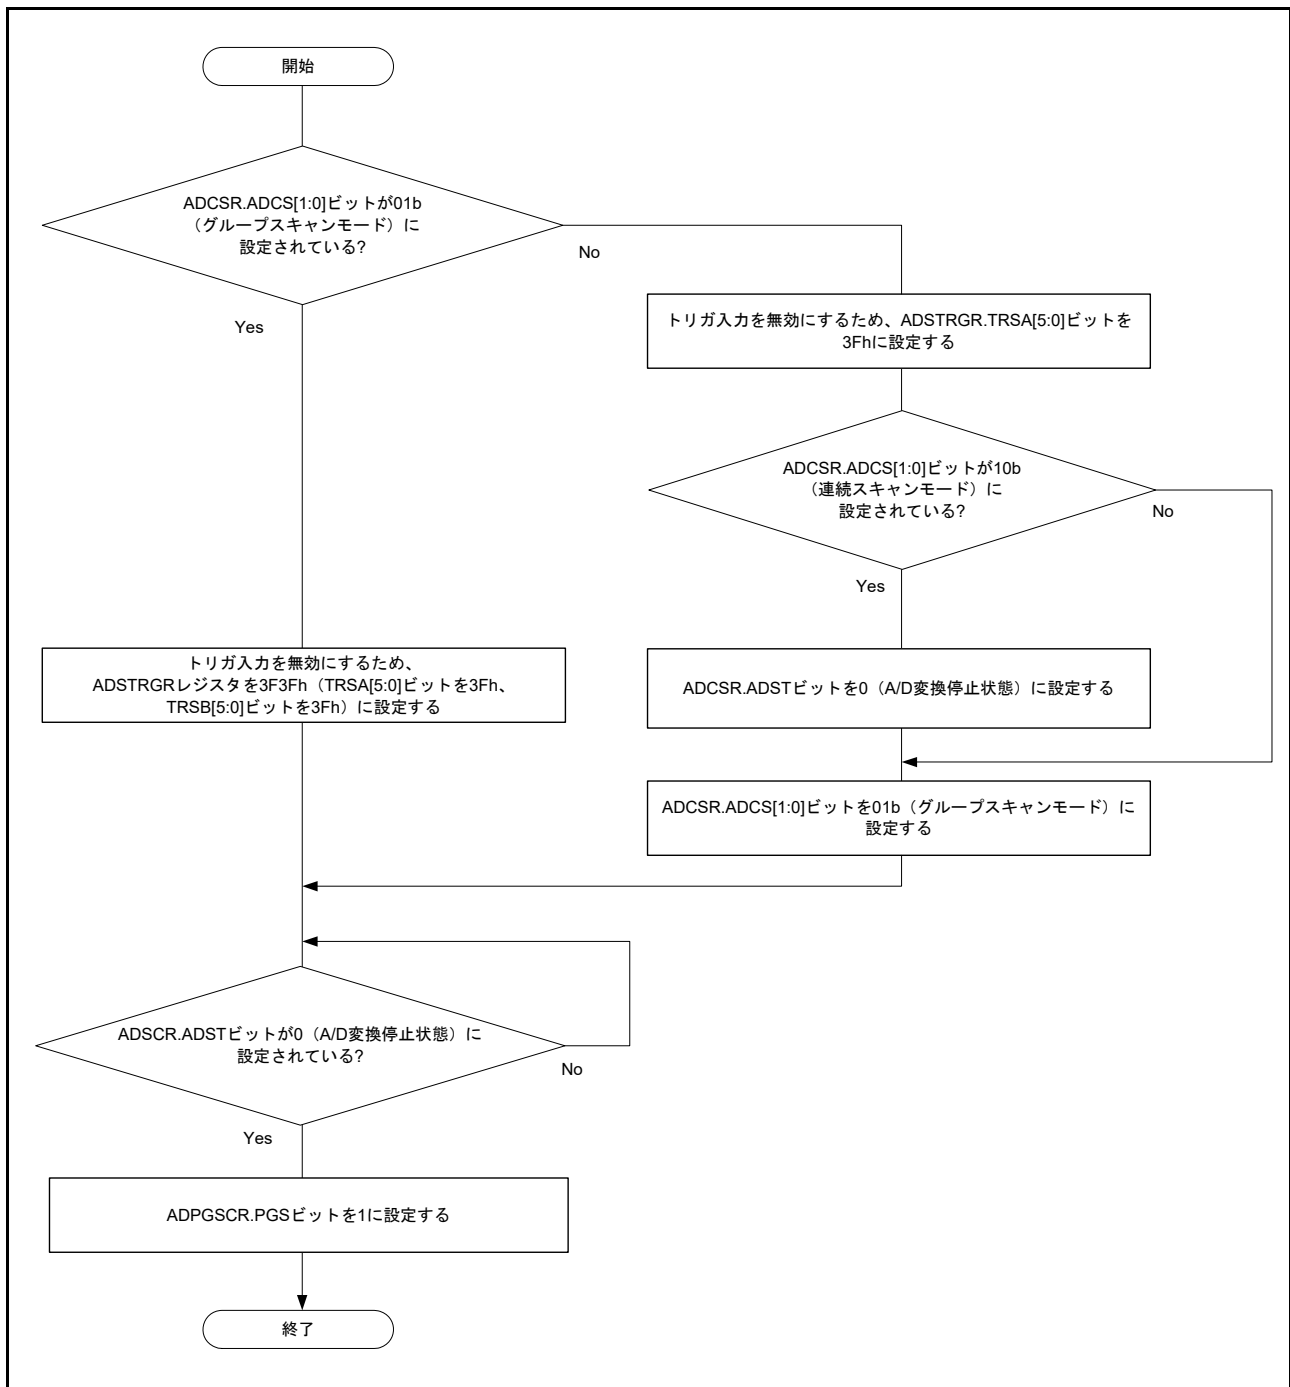 開始
ADCSR.ADCS[1:0]ビットが01b
（グループスキャンモード）に
設定されている?
No
Yes
トリガ入力を無効にするため、ADSTRGR.TRSA[5:0]ビットを
3Fhに設定する
ADCSR.ADCS[1:0]ビットが10b
（連続スキャンモード）に
設定されている?
No
Yes
トリガ入力を無効にするため、
ADSTRGRレジスタを3F3Fh（TRSA[5:0]ビットを3Fh、
TRSB[5:0]ビットを3Fh）に設定する
ADCSR.ADSTビットを0（A/D変換停止状態）に設定する
ADCSR.ADCS[1:0]ビットを01b（グループスキャンモード）に
設定する
ADSCR.ADSTビットが0（A/D変換停止状態）に
設定されている?
No
Yes
ADPGSCR.PGSビットを1に設定する
終了